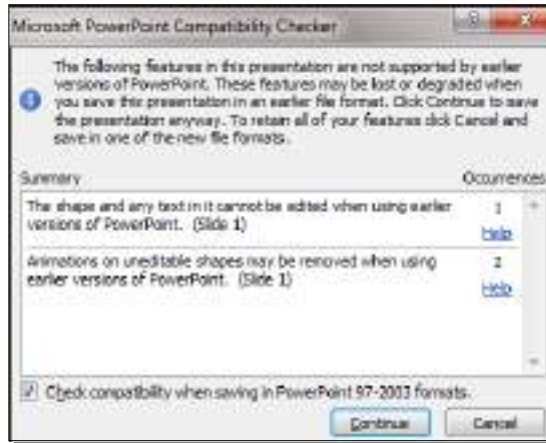 Microsoft PowerPoint Compatibility Checker
The following features in this presentation are not supported by earlier
versions of PowerPoint. These features may be lost or degraded when
you save this presentation in an earlier file format. Click Continue to save
the presentation anyway. To retain all of your features click Cancel and
save in one of the new file formats.
Summary Occurrences
The shape and any text in it cannot be edited when using earlier 1
versions of PowerPoint. (Slide 1)
Help
Animations on uneditable shapes may be removed when using 2
earlier versions of PowerPoint. (Slide 1)
Help
Check compatibility when saving in PowerPoint 97-2003 formats.
Continue Cancel